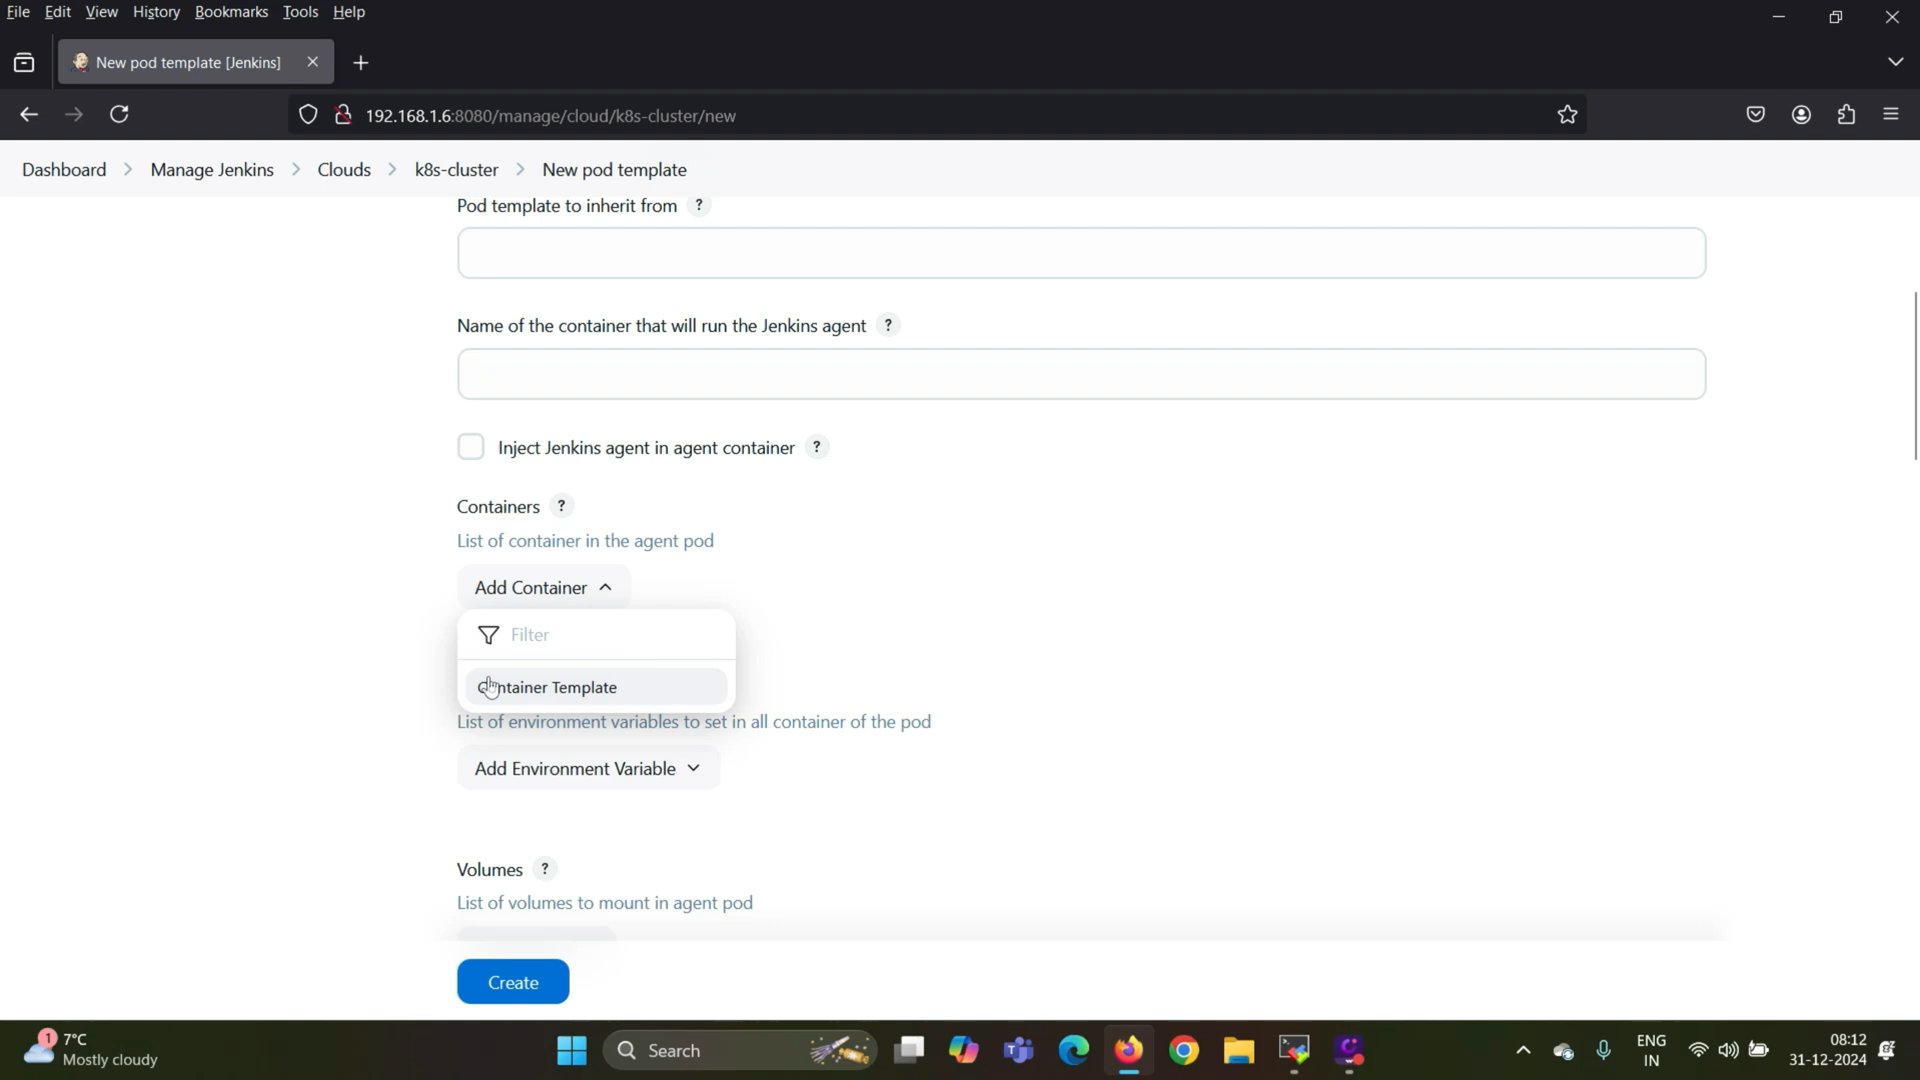 File Edit View History Bookmarks Tools Help
New pod template [Jenkins]
192.168.1.6:8080/manage/cloud/k8s-cluster/new
Dashboard > Manage Jenkins > Clouds > k8s-cluster > New pod template
Pod template to inherit from ?
Name of the container that will run the Jenkins agent ?
Inject Jenkins agent in agent container ?
Containers ?
List of container in the agent pod
Add Container
Filter
Container Template
List of environment variables to set in all container of the pod
Add Environment Variable
Volumes ?
List of volumes to mount in agent pod
Create
1
7°C
Mostly cloudy
Search
ENG
IN
08:12
31-12-2024